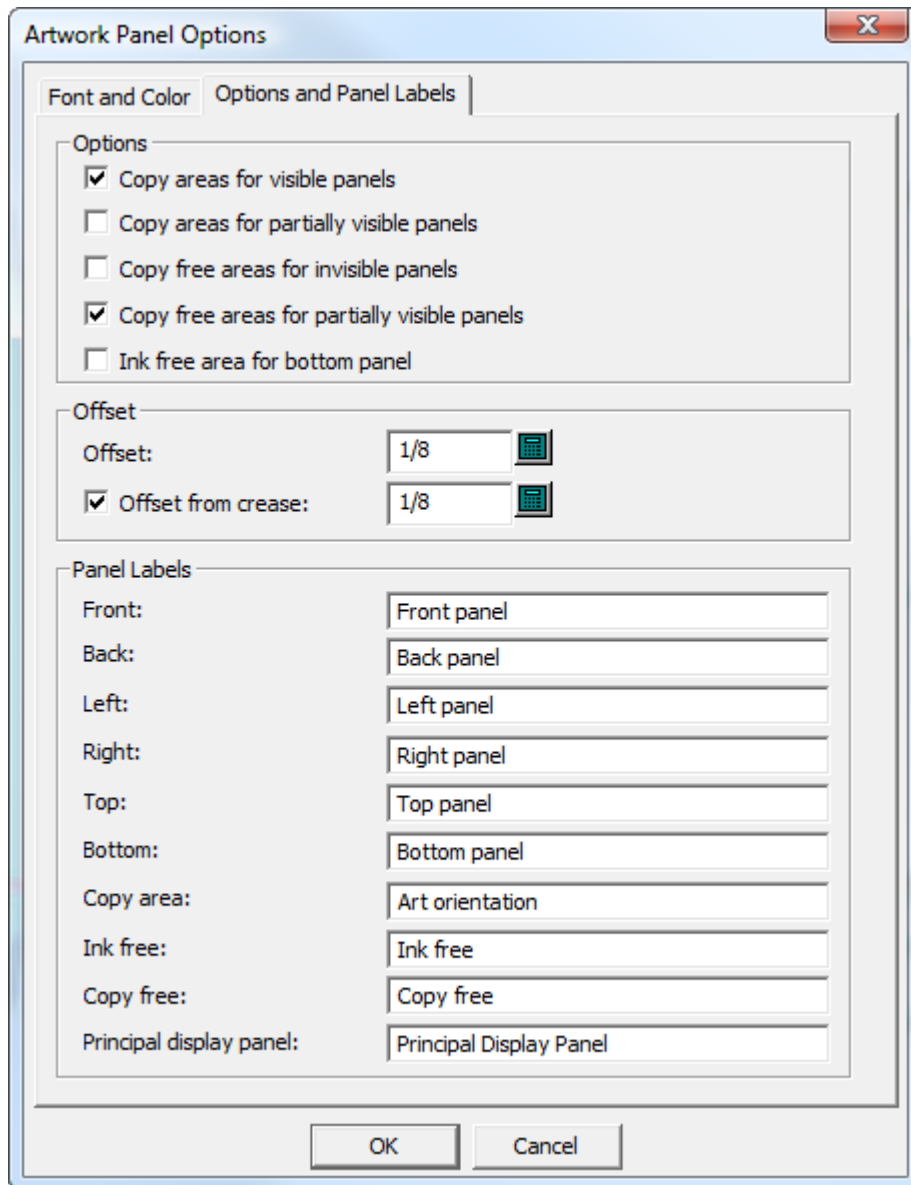 Artwork Panel Options
Font and Color Options and Panel Labels
Options
Copy areas for visible panels
Copy areas for partially visible panels
Copy free areas for invisible panels
Copy free areas for partially visible panels
Ink free area for bottom panel
Offset
Offset: 1/8
Offset from crease: 1/8
Panel Labels
Front: Front panel
Back: Back panel
Left: Left panel
Right: Right panel
Top: Top panel
Bottom: Bottom panel
Copy area: Art orientation
Ink free: Ink free
Copy free: Copy free
Principal display panel: Principal Display Panel
OK Cancel